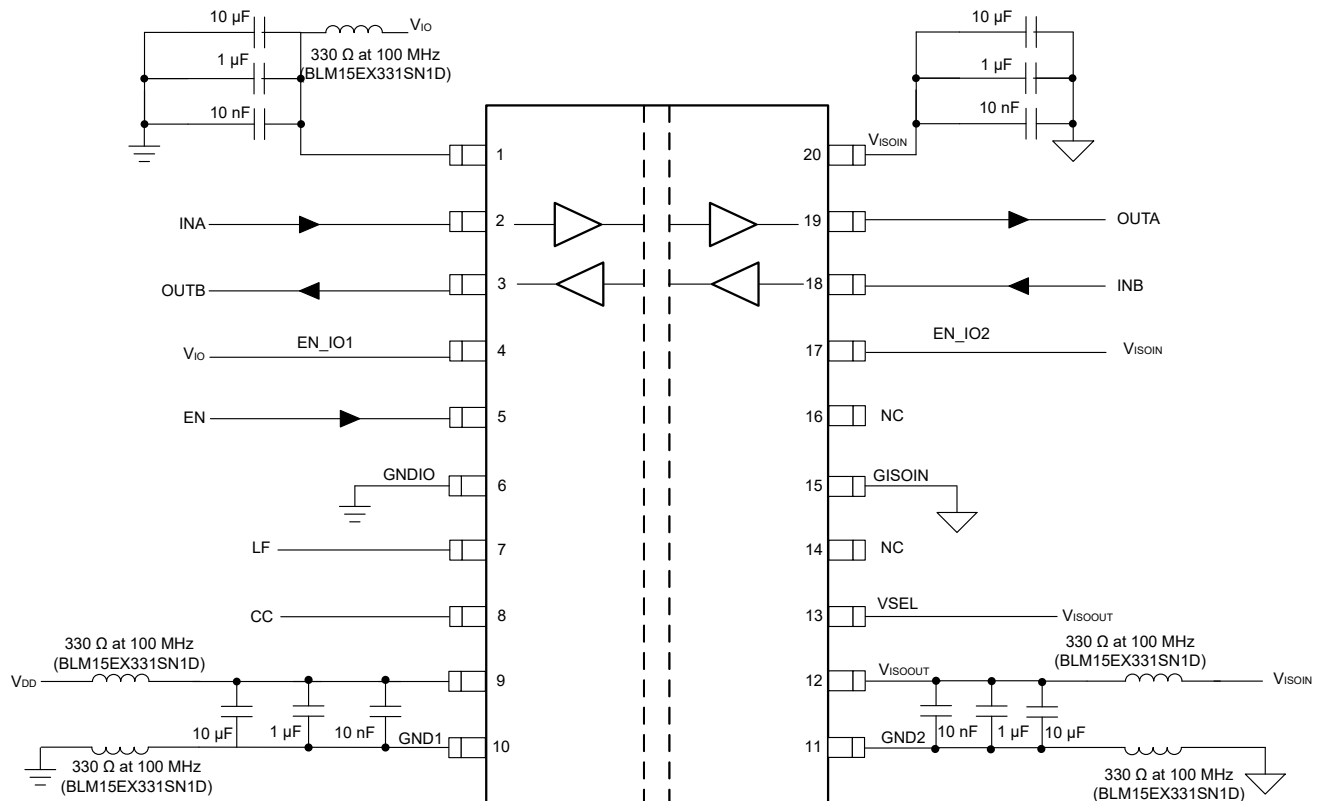 10 µF
VIO
330 Ω at 100 MHz
(BLM15EX331SN1D)
1 µF
10 nF
10 µF
1 µF
10 nF
1
20
VISOIN
INA
2
19
OUTA
OUTB
3
18
INB
VIO
EN_IO1
4
17
EN_IO2
VISOIN
EN
5
16
NC
GNDIO
6
15
GISOIN
LF
7
14
NC
CC
8
13
VSEL
VISOOUT
330 Ω at 100 MHz
(BLM15EX331SN1D)
VDD
9
12
VISOOUT
330 Ω at 100 MHz
(BLM15EX331SN1D)
VISOIN
10 µF
1 µF
10 nF
GND1
10
11
GND2
10 nF
1 µF
10 µF
330 Ω at 100 MHz
(BLM15EX331SN1D)
330 Ω at 100 MHz
(BLM15EX331SN1D)